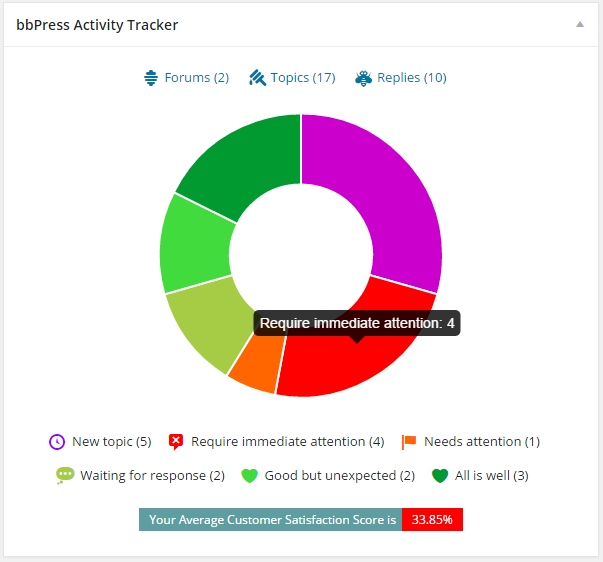 bbPress Activity Tracker
Forums (2) Topics (17) Replies (10)
Require immediate attention: 4
New topic (5) Require immediate attention (4) Needs attention (1)
Waiting for response (2) Good but unexpected (2) All is well (3)
Your Average Customer Satisfaction Score is 33.85%